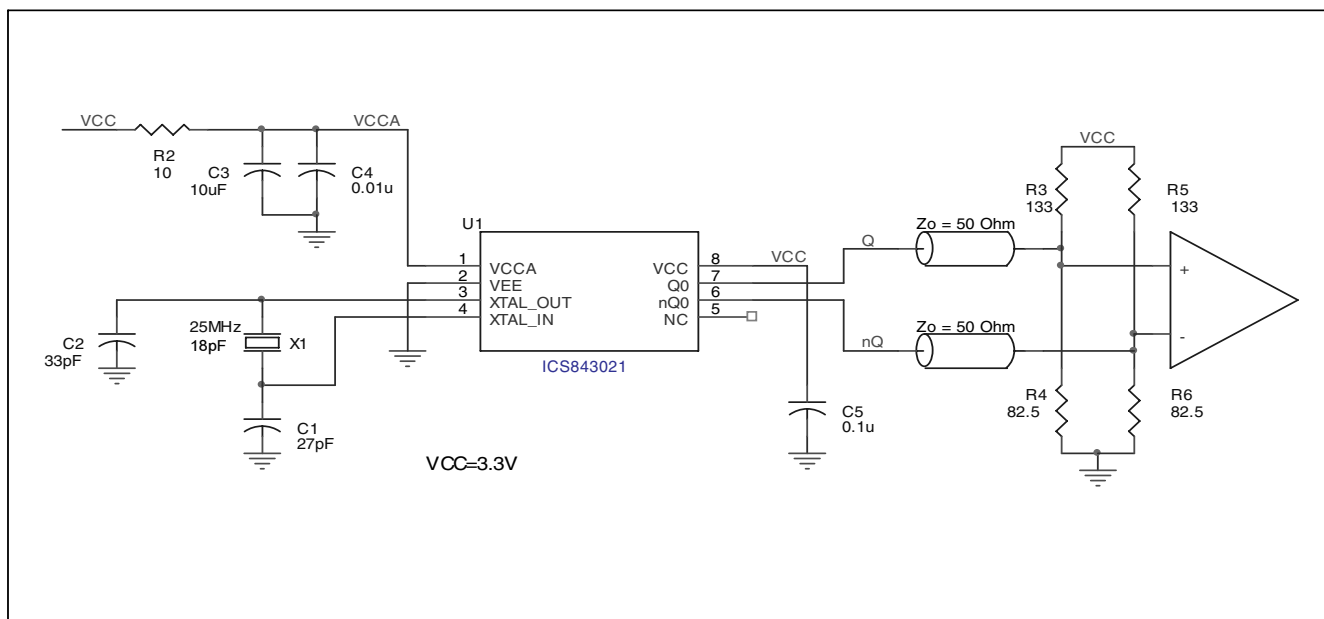 VCC
R2
10
C3
10uF
VCCA
C4
0.01u
U1
1
2
3
4
VCCA
VEE
XTAL_OUT
XTAL_IN
VCC
Q0
nQ0
NC
8
7
6
5
ICS843021
VCC
C2
33pF
25MHz
18pF
X1
C1
27pF
VCC=3.3V
C5
0.1u
Q
Zo = 50 Ohm
nQ
Zo = 50 Ohm
VCC
R3
133
R5
133
+
-
R4
82.5
R6
82.5